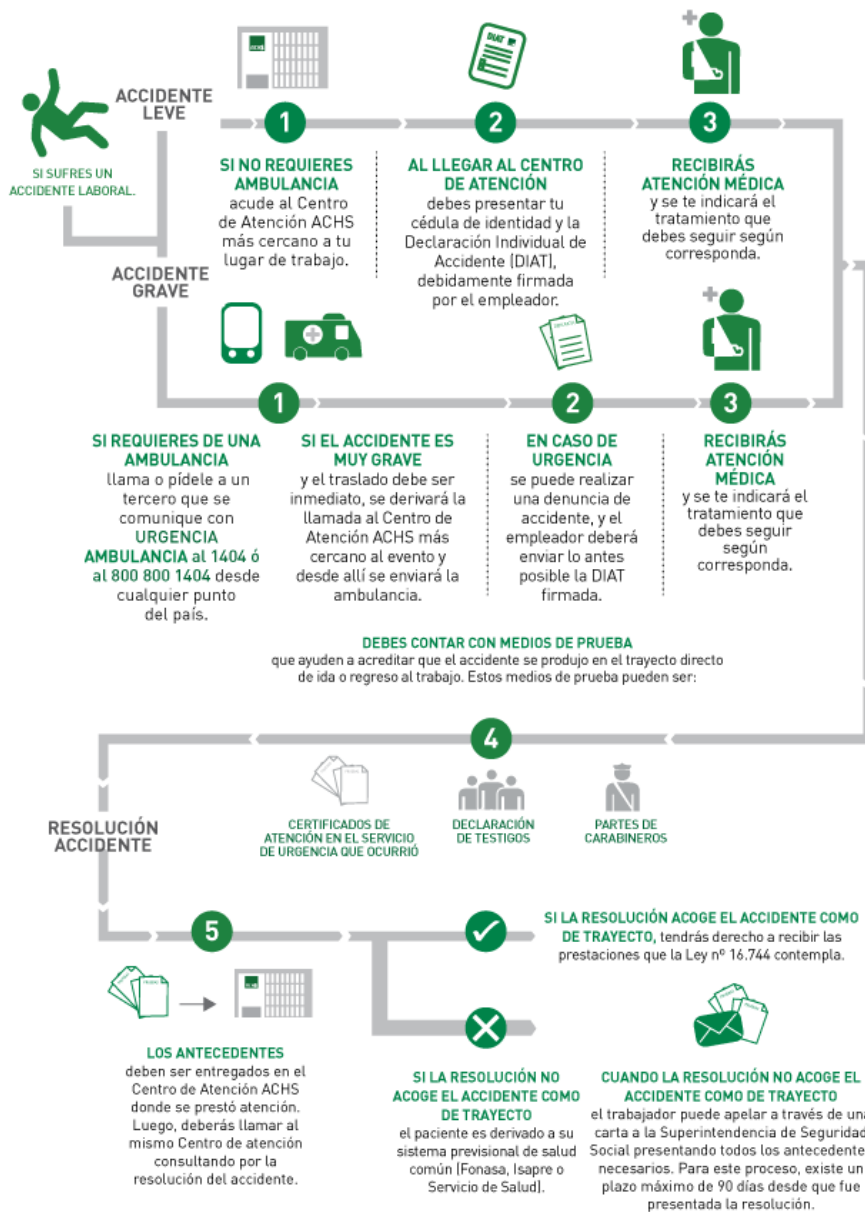 achs
DIAT
ACCIDENTE
LEVE
SI SUFRES UN
ACCIDENTE LABORAL.
1
2
3
SI NO REQUIERES
AMBULANCIA
acude al Centro
de Atención ACHS
más cercano a tu
lugar de trabajo.
AL LLEGAR AL CENTRO
DE ATENCIÓN
debes presentar tu
cédula de identidad y la
Declaración Individual de
Accidente (DIAT),
debidamente firmada
por el empleador.
RECIBIRÁS
ATENCIÓN MÉDICA
y se te indicará el
tratamiento que
debes seguir según
corresponda.
ACCIDENTE
GRAVE
1
2
3
SI REQUIERES DE UNA
AMBULANCIA
llama o pídele a un
tercero que se
comunique con
URGENCIA
AMBULANCIA al 1404 ó
al 800 800 1404 desde
cualquier punto
del país.
SI EL ACCIDENTE ES
MUY GRAVE
y el traslado debe ser
inmediato, se derivará la
llamada al Centro de
Atención ACHS más
cercano al evento y
desde allí se enviará la
ambulancia.
EN CASO DE
URGENCIA
se puede realizar
una denuncia de
accidente, y el
empleador deberá
enviar lo antes
posible la DIAT
firmada.
RECIBIRÁS
ATENCIÓN
MÉDICA
y se te indicará el
tratamiento que
debes seguir
según
corresponda.
DEBES CONTAR CON MEDIOS DE PRUEBA
que ayuden a acreditar que el accidente se produjo en el trayecto directo
de ida o regreso al trabajo. Estos medios de prueba pueden ser:
4
CERTIFICADOS DE
ATENCIÓN EN EL SERVICIO
DE URGENCIA QUE OCURRIÓ
DECLARACIÓN
DE TESTIGOS
PARTES DE
CARABINEROS
RESOLUCIÓN
ACCIDENTE
5
LOS ANTECEDENTES
deben ser entregados en el
Centro de Atención ACHS
donde se prestó atención.
Luego, deberás llamar al
mismo Centro de atención
consultando por la
resolución del accidente.
SI LA RESOLUCIÓN ACOGE EL ACCIDENTE COMO
DE TRAYECTO, tendrás derecho a recibir las
prestaciones que la Ley nº 16.744 contempla.
SI LA RESOLUCIÓN NO
ACOGE EL ACCIDENTE COMO
DE TRAYECTO
el paciente es derivado a su
sistema previsional de salud
común (Fonasa, Isapre o
Servicio de Salud).
CUANDO LA RESOLUCIÓN NO ACOGE EL
ACCIDENTE COMO DE TRAYECTO
el trabajador puede apelar a través de una
carta a la Superintendencia de Seguridad
Social presentando todos los antecedente
necesarios. Para este proceso, existe un
plazo máximo de 90 días desde que fue
presentada la resolución.